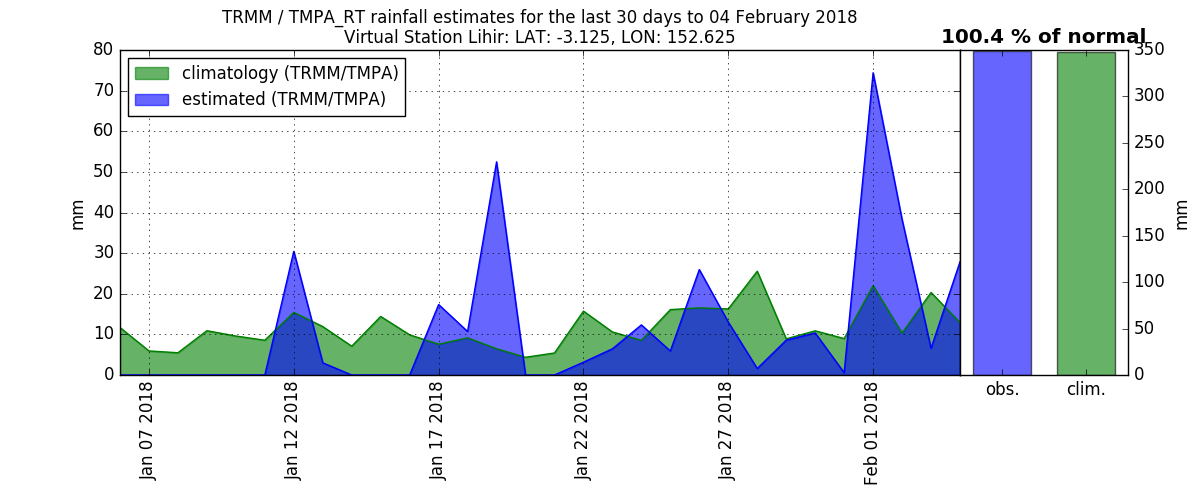 TRMM / TMPA_RT rainfall estimates for the last 30 days to 04 February 2018
Virtual Station Lihir: LAT: -3.125, LON: 152.625
100.4 % of normal
climatology (TRMM/TMPA)
estimated (TRMM/TMPA)
mm
80
70
60
50
40
30
20
10
0
Jan 07 2018
Jan 12 2018
Jan 17 2018
Jan 22 2018
Jan 27 2018
Feb 01 2018
obs.
clim.
350
300
250
200
150
100
50
0
mm